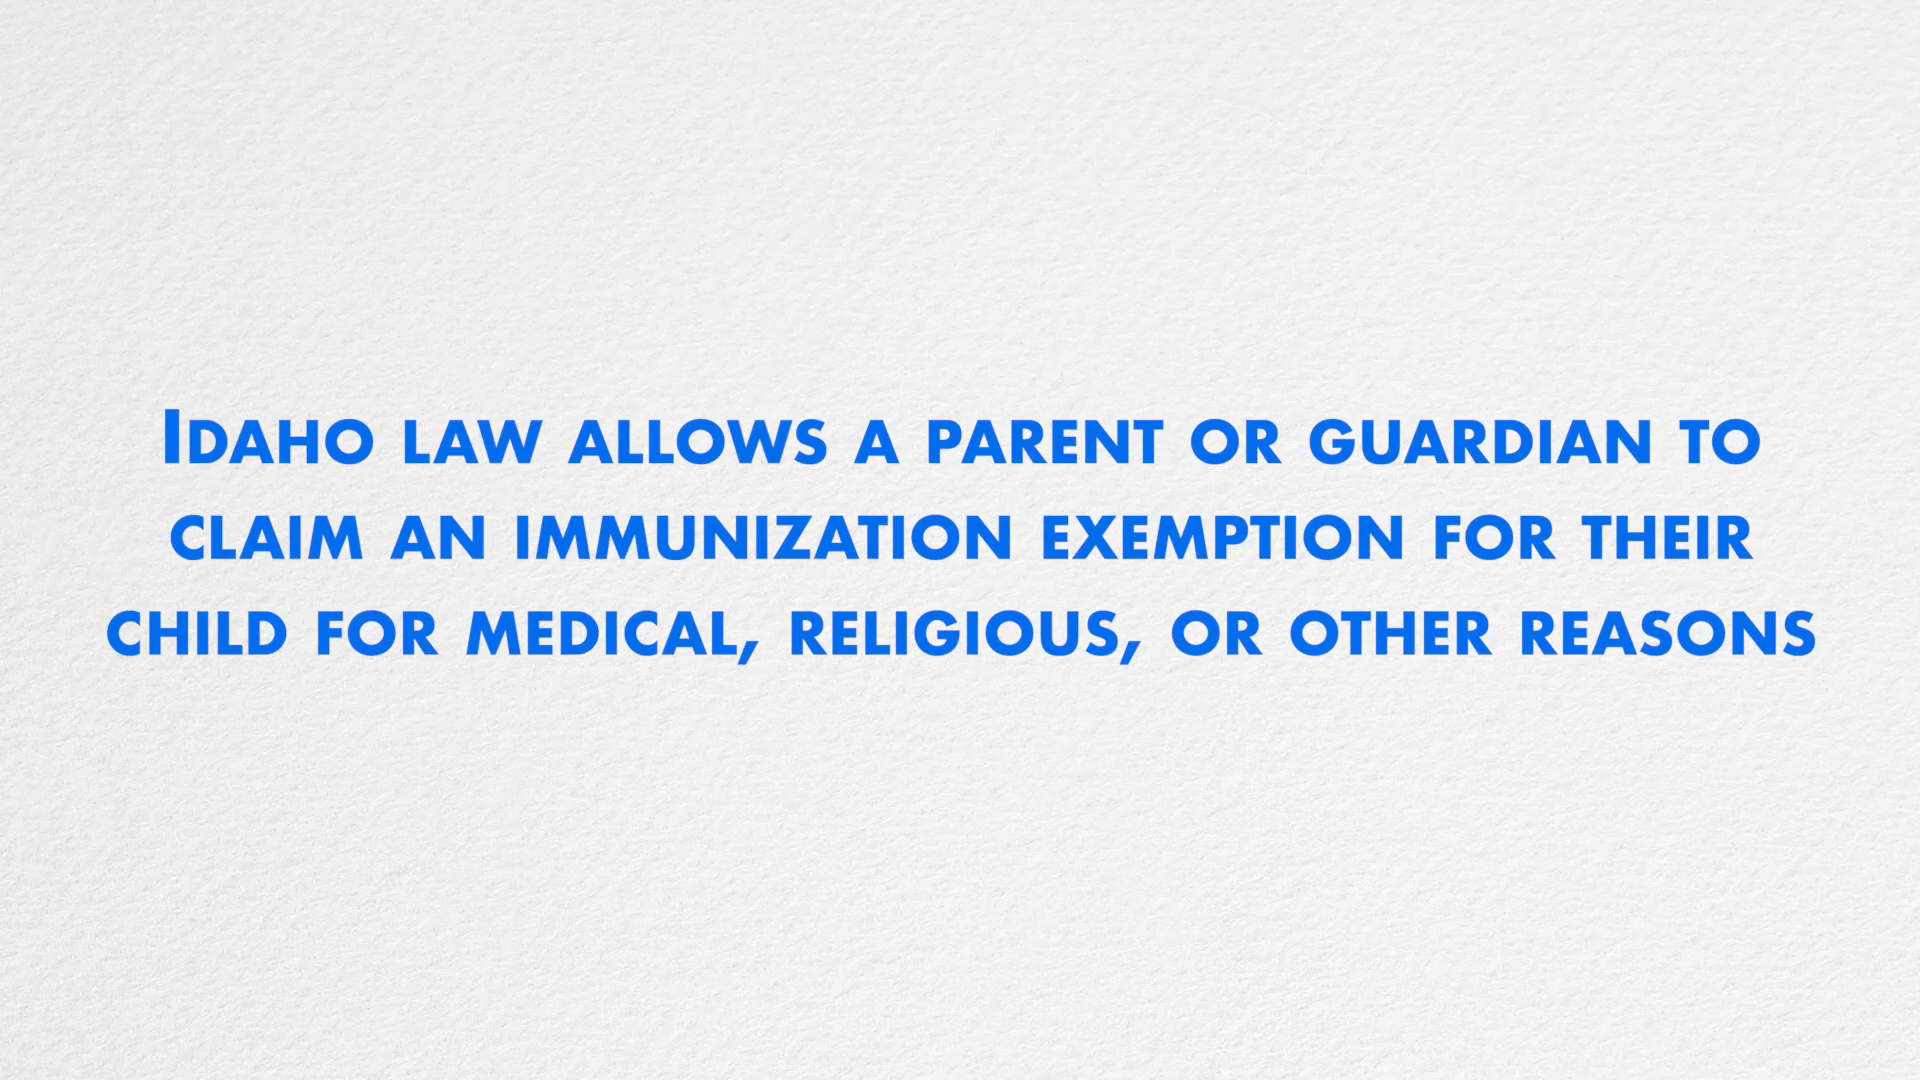 Idaho law allows a parent or guardian to
claim an immunization exemption for their
child for medical, religious, or other reasons